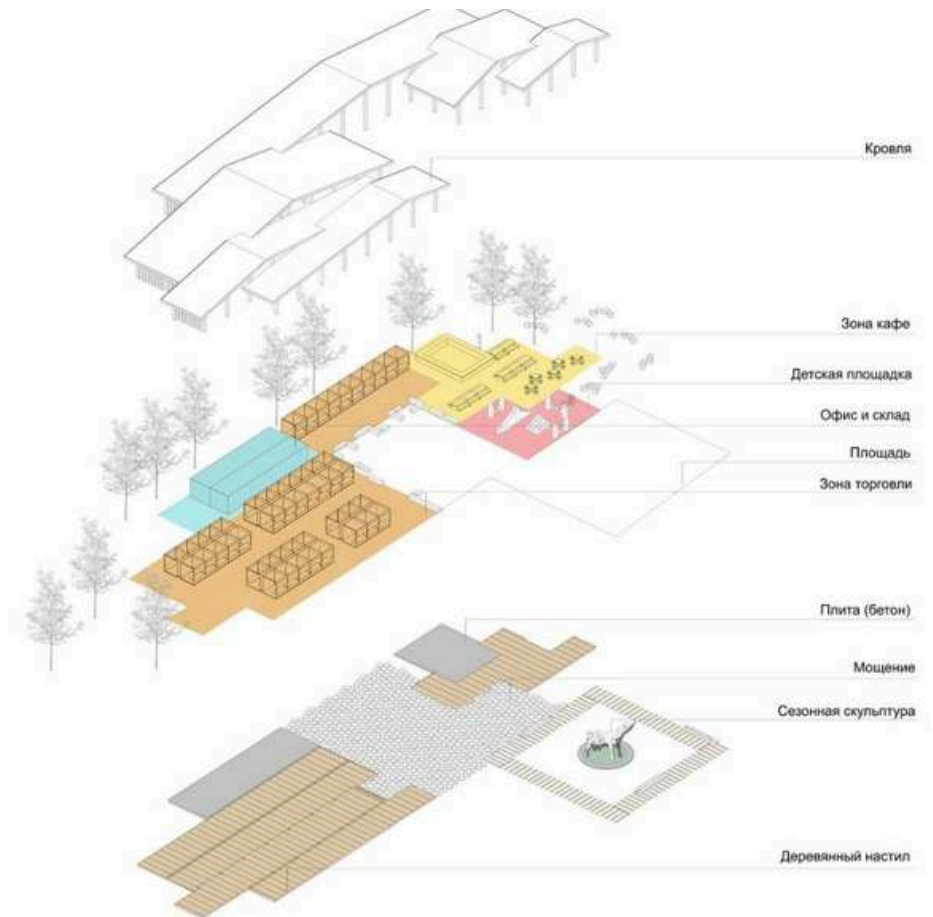 Кровля
Зона кафе
Детская площадка
Офис и склад
Площадь
Зона торговли
Плита (бетон)
Мощение
Сезонная скульптура
Деревянный настил